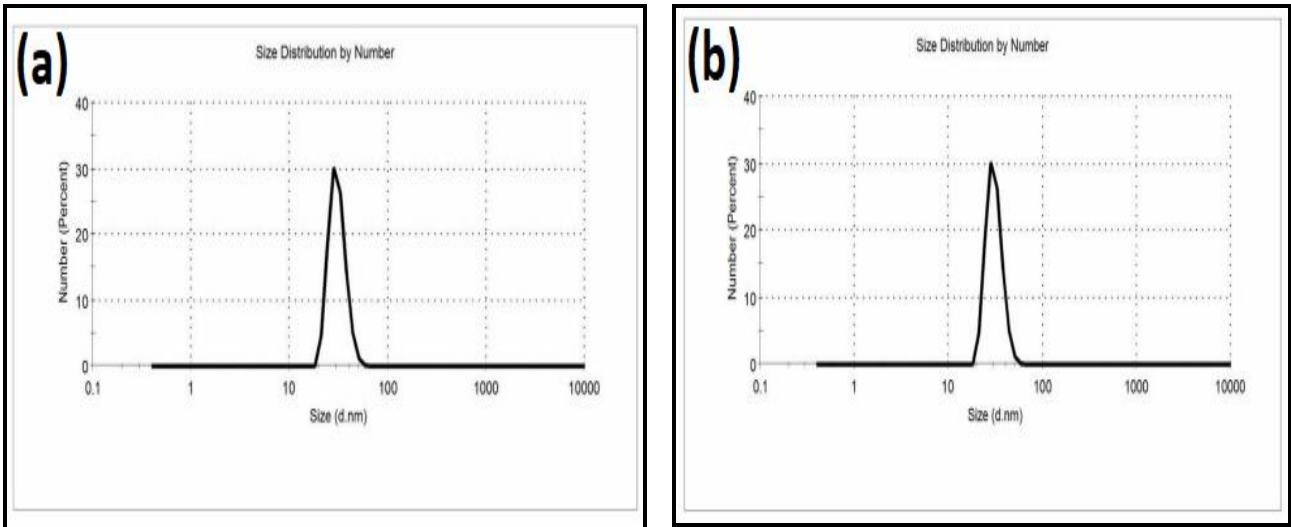 (a)
Size Distribution by Number
40
30
20
10
0
Number (Percent)
0.1 1 10 100 1000 10000
Size (d.nm)
(b)
Size Distribution by Number
40
30
20
10
0
Number (Percent)
0.1 1 10 100 1000 10000
Size (d.nm)